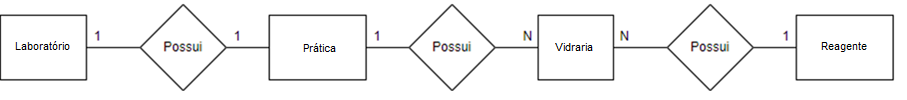 Laboratório 1 Possui 1 Prática 1 Possui N Vidraria N Possui 1 Reagente